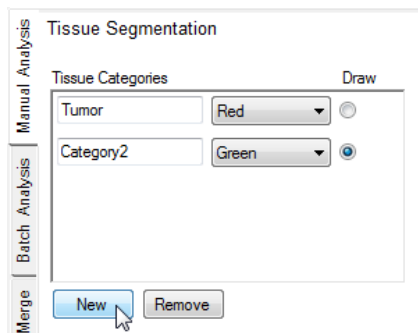 Tissue Segmentation
Tissue Categories Draw
Tumor Red
Category2 Green
New Remove
Manual Analysis
Batch Analysis
Merge